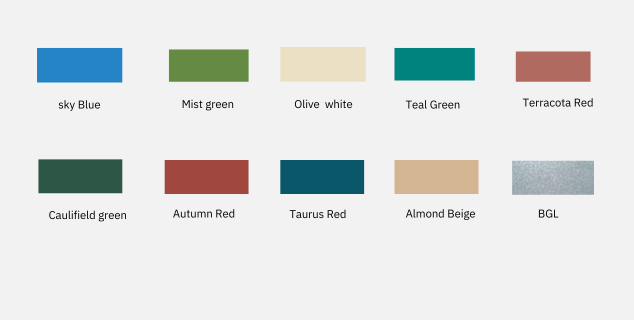 sky Blue
Mist green
Olive white
Teal Green
Terracota Red
Caulifield green
Autumn Red
Taurus Red
Almond Beige
BGL